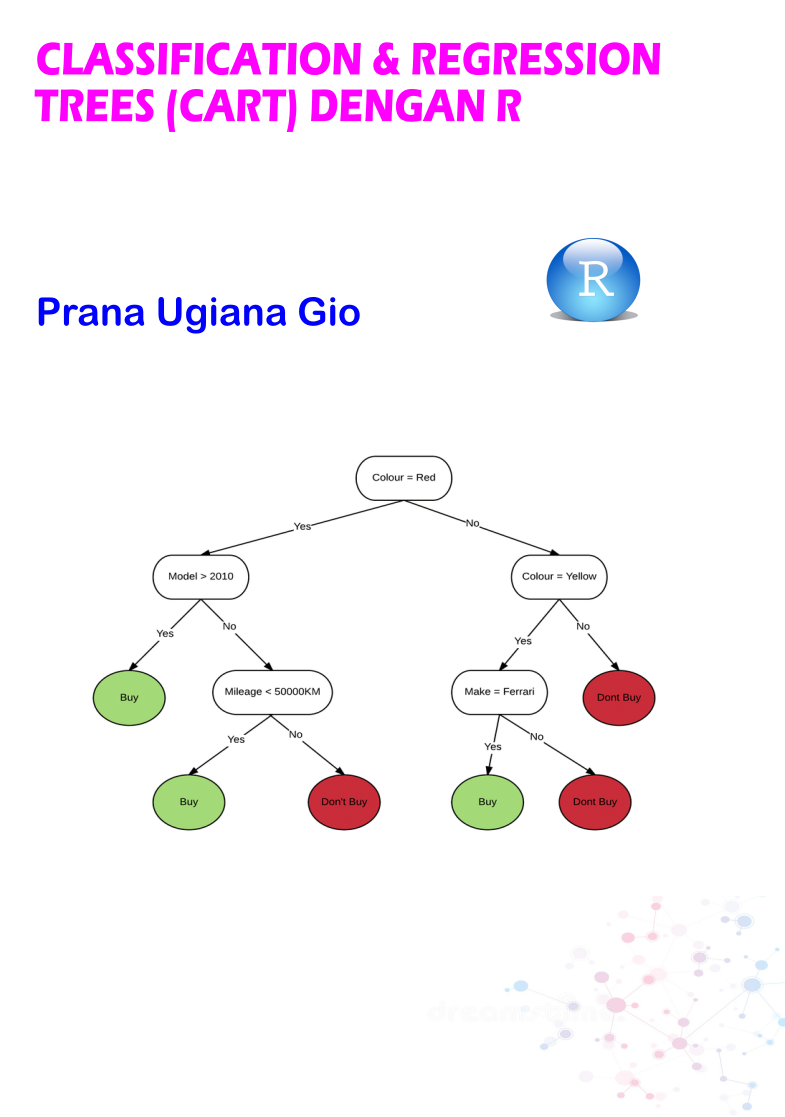 CLASSIFICATION & REGRESSION
TREES (CART) DENGAN R
R
Prana Ugiana Gio
Colour = Red
Yes
No
Model > 2010
Colour = Yellow
Yes
No
Yes
No
Buy
Mileage < 50000KM
Make = Ferrari
Dont Buy
Yes
No
Yes
No
Buy
Don't Buy
Buy
Dont Buy